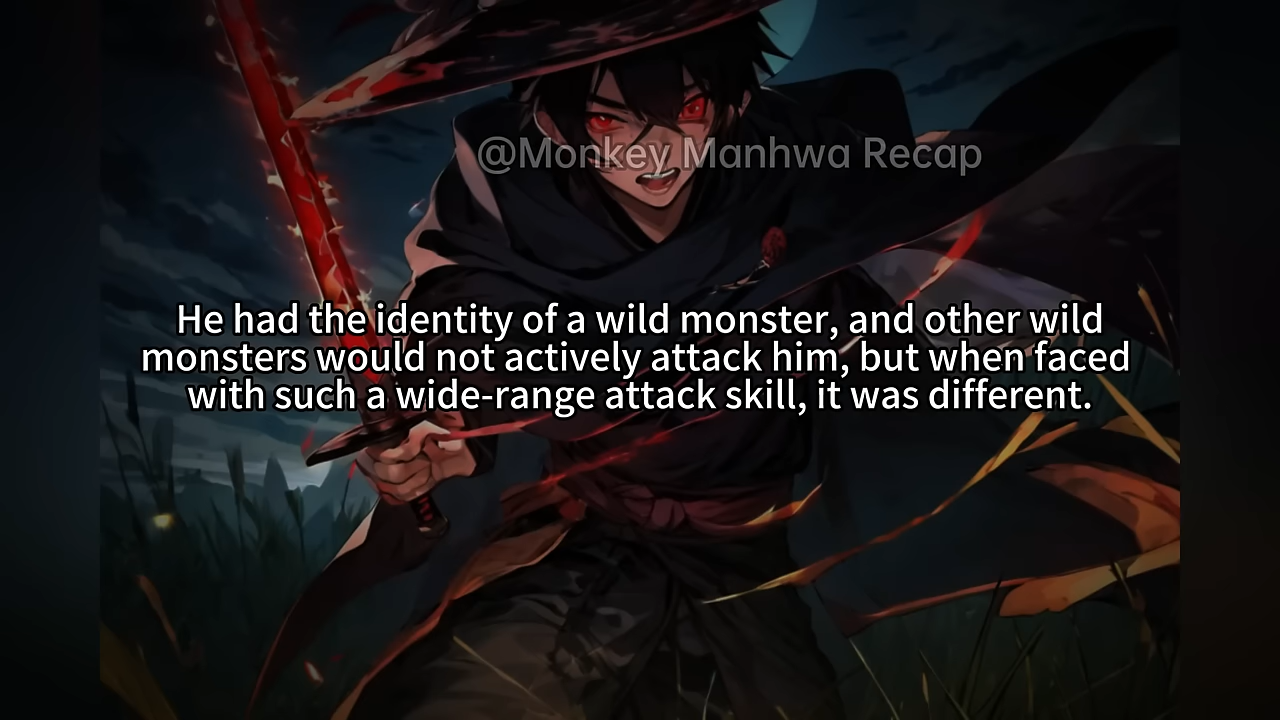 @Monkey Manhwa Recap
He had the identity of a wild monster, and other wild
monsters would not actively attack him, but when faced
with such a wide-range attack skill, it was different.